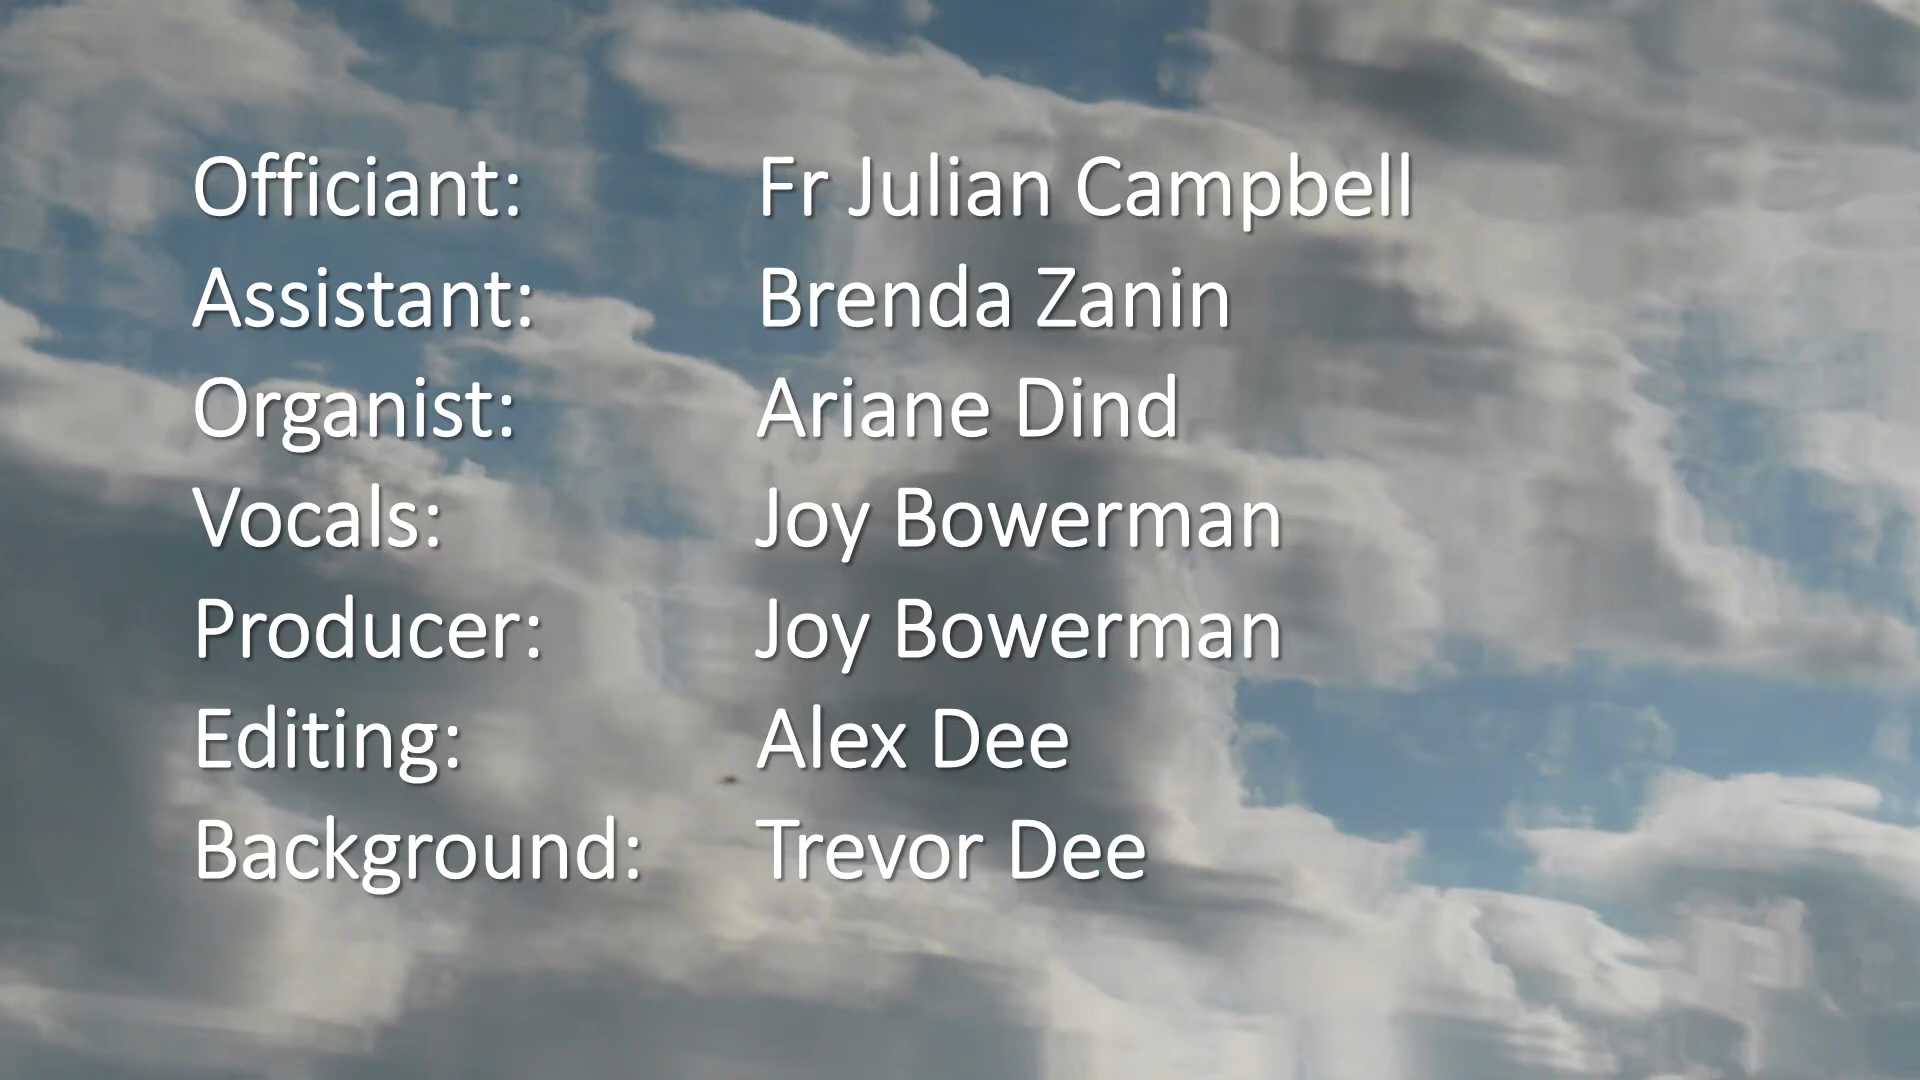 Officiant: Fr Julian Campbell
Assistant: Brenda Zanin
Organist: Ariane Dind
Vocals: Joy Bowerman
Producer: Joy Bowerman
Editing: Alex Dee
Background: Trevor Dee